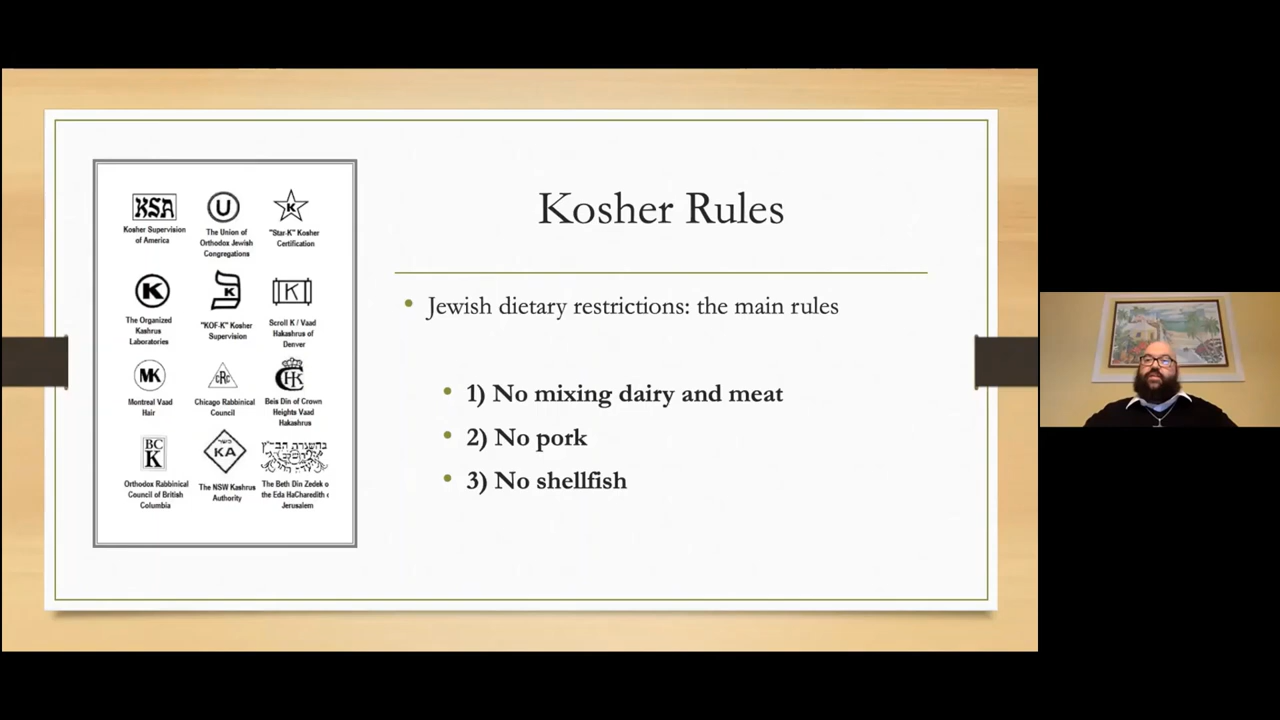 Kosher Rules
Jewish dietary restrictions: the main rules
1) No mixing dairy and meat
2) No pork
3) No shellfish
KSA
Kosher Supervision
of America
U
The Union of
Orthodox Jewish
Congregations
K
"Star-K" Kosher
Certification
K
The Organized
Kashrus
Laboratories
K
"KOF-K" Kosher
Supervision
K
Scroll K / Vaad
Hakashrus of
Denver
MK
Montreal Vaad
Hair
cRc
Chicago Rabbinical
Council
CHK
Beis Din of Crown
Heights Vaad
Hakashrus
BC
K
Orthodox Rabbinical
Council of British
Columbia
כשר
KA
The NSW Kashrus
Authority
בהשגחת הבד"ץ
The Beth Din Zedek o
the Eda HaCharedith
Jerusalem